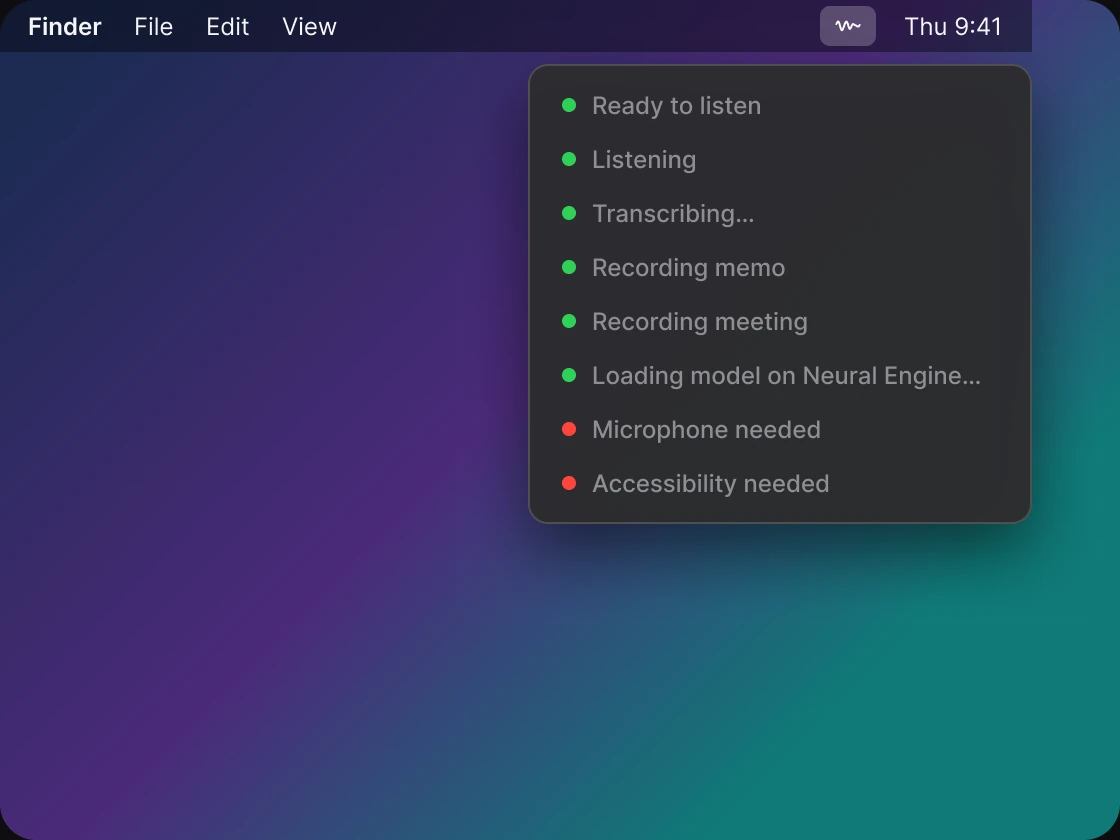 Finder File Edit View Thu 9:41
Ready to listen
Listening
Transcribing...
Recording memo
Recording meeting
Loading model on Neural Engine...
Microphone needed
Accessibility needed